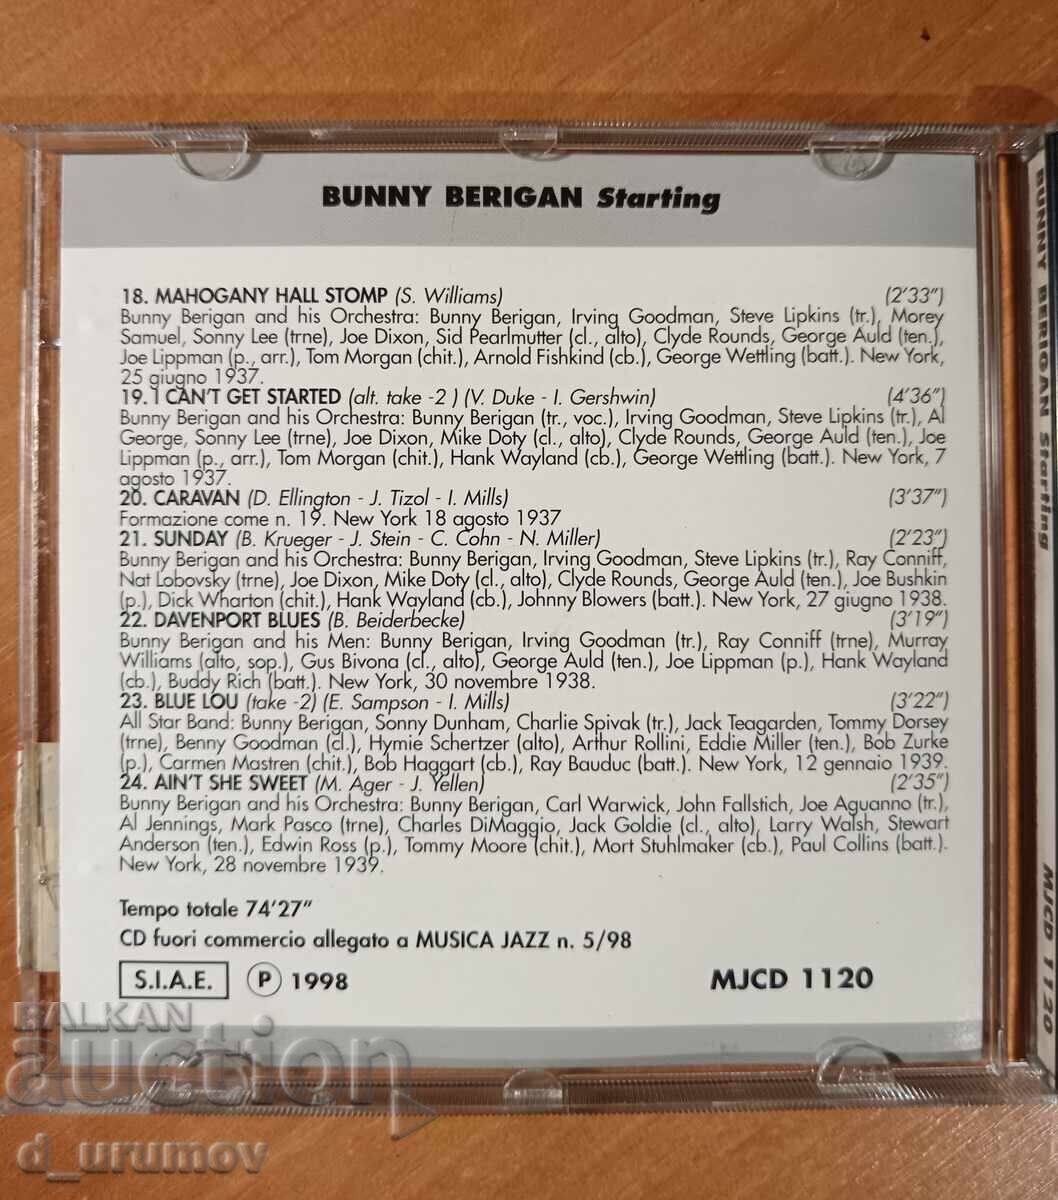 BUNNY BERIGAN Starting
18. MAHOGANY HALL STOMP (S. Williams) (2'33")
Bunny Berigan and his Orchestra: Bunny Berigan, Irving Goodman, Steve Lipkins (tr.), Morey
Samuel, Sonny Lee (trne), Joe Dixon, Sid Pearlmutter (cl., alto), Clyde Rounds, George Auld (ten.),
Joe Lippman (p., arr.), Tom Morgan (chit.), Arnold Fishkind (cb.), George Wettling (batt.). New York,
25 giugno 1937.
19. I CAN'T GET STARTED (alt. take -2 ) (V. Duke - I. Gershwin) (4'36")
Bunny Berigan and his Orchestra: Bunny Berigan (tr., voc.), Irving Goodman, Steve Lipkins (tr.), Al
George, Sonny Lee (trne), Joe Dixon, Mike Doty (cl., alto), Clyde Rounds, George Auld (ten.), Joe
Lippman (p., arr.), Tom Morgan (chit.), Hank Wayland (cb.), George Wettling (batt.). New York, 7
agosto 1937.
20. CARAVAN (D. Ellington - J. Tizol - I. Mills) (3'37")
Formazione come n. 19. New York 18 agosto 1937
21. SUNDAY (B. Krueger - J. Stein - C. Cohn - N. Miller) (2'23")
Bunny Berigan and his Orchestra: Bunny Berigan, Irving Goodman, Steve Lipkins (tr.), Ray Conniff,
Nat Lobovsky (trne), Joe Dixon, Mike Doty (cl., alto), Clyde Rounds, George Auld (ten.), Joe Bushkin
(p.), Dick Wharton (chit.), Hank Wayland (cb.), Johnny Blowers (batt.). New York, 27 giugno 1938.
22. DAVENPORT BLUES (B. Beiderbecke) (3'19")
Bunny Berigan and his Men: Bunny Berigan, Irving Goodman (tr.), Ray Conniff (trne), Murray
Williams (alto, sop.), Gus Bivona (cl., alto), George Auld (ten.), Joe Lippman (p.), Hank Wayland
(cb.), Buddy Rich (batt.). New York, 30 novembre 1938.
23. BLUE LOU (take -2) (E. Sampson - I. Mills) (3'22")
All Star Band: Bunny Berigan, Sonny Dunham, Charlie Spivak (tr.), Jack Teagarden, Tommy Dorsey
(trne), Benny Goodman (cl.), Hymie Schertzer (alto), Arthur Rollini, Eddie Miller (ten.), Bob Zurke
(p.), Carmen Mastren (chit.), Bob Haggart (cb.), Ray Bauduc (batt.). New York, 12 gennaio 1939.
24. AIN'T SHE SWEET (M. Ager - J. Yellen) (2'35")
Bunny Berigan and his Orchestra: Bunny Berigan, Carl Warwick, John Fallstich, Joe Aguanno (tr.),
Al Jennings, Mark Pasco (trne), Charles DiMaggio, Jack Goldie (cl., alto), Larry Walsh, Stewart
Anderson (ten.), Edwin Ross (p.), Tommy Moore (chit.), Mort Stuhlmaker (cb.), Paul Collins (batt.).
New York, 28 novembre 1939.
Tempo totale 74'27"
CD fuori commercio allegato a MUSICA JAZZ n. 5/98
S.I.A.E. Ⓟ 1998 MJCD 1120
BUNNY BERIGAN Starting MJCD 1120
BALKAN
auction
d_urumov